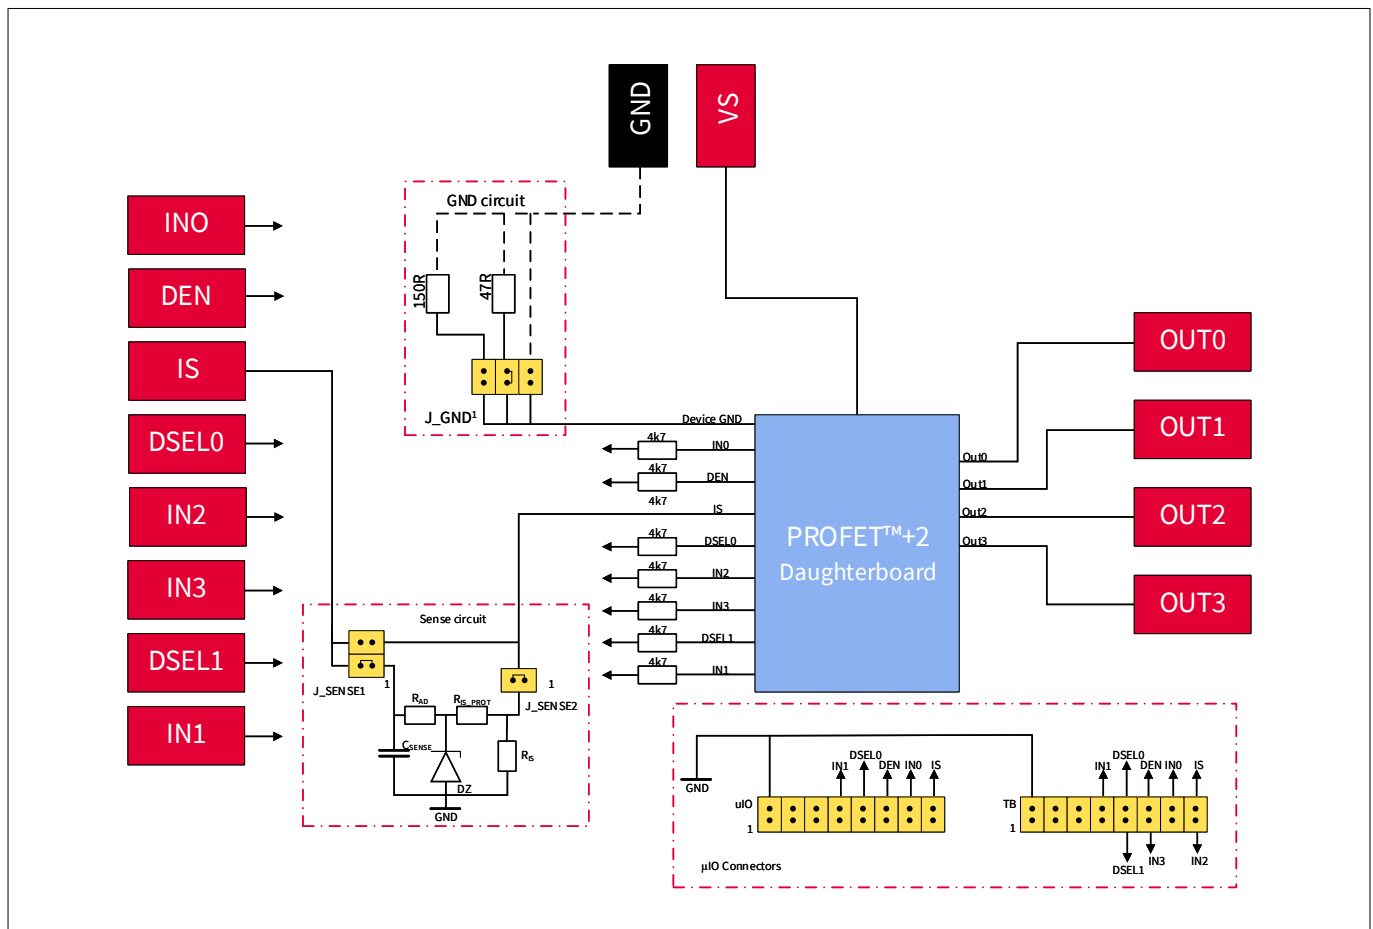 GND
VS
GND circuit
INO
DEN
IS
DSEL0
IN2
IN3
DSEL1
IN1
150R
47R
J_GND¹
Device GND
4k7
IN0
4k7
DEN
4k7
IS
4k7
DSEL0
4k7
IN2
4k7
IN3
4k7
DSEL1
4k7
IN1
PROFET™+2
Daughterboard
Out0
Out1
Out2
Out3
OUT0
OUT1
OUT2
OUT3
Sense circuit
J_SENSE1
1
1
J_SENSE2
RAD
RIS_PROT
CSENSE
RIS
DZ
GND
GND
uIO
1
IN1
DSEL0
DEN
IN0
IS
TB
1
IN1
DSEL0
DEN
IN0
IS
DSEL1
IN3
IN2
µIO Connectors